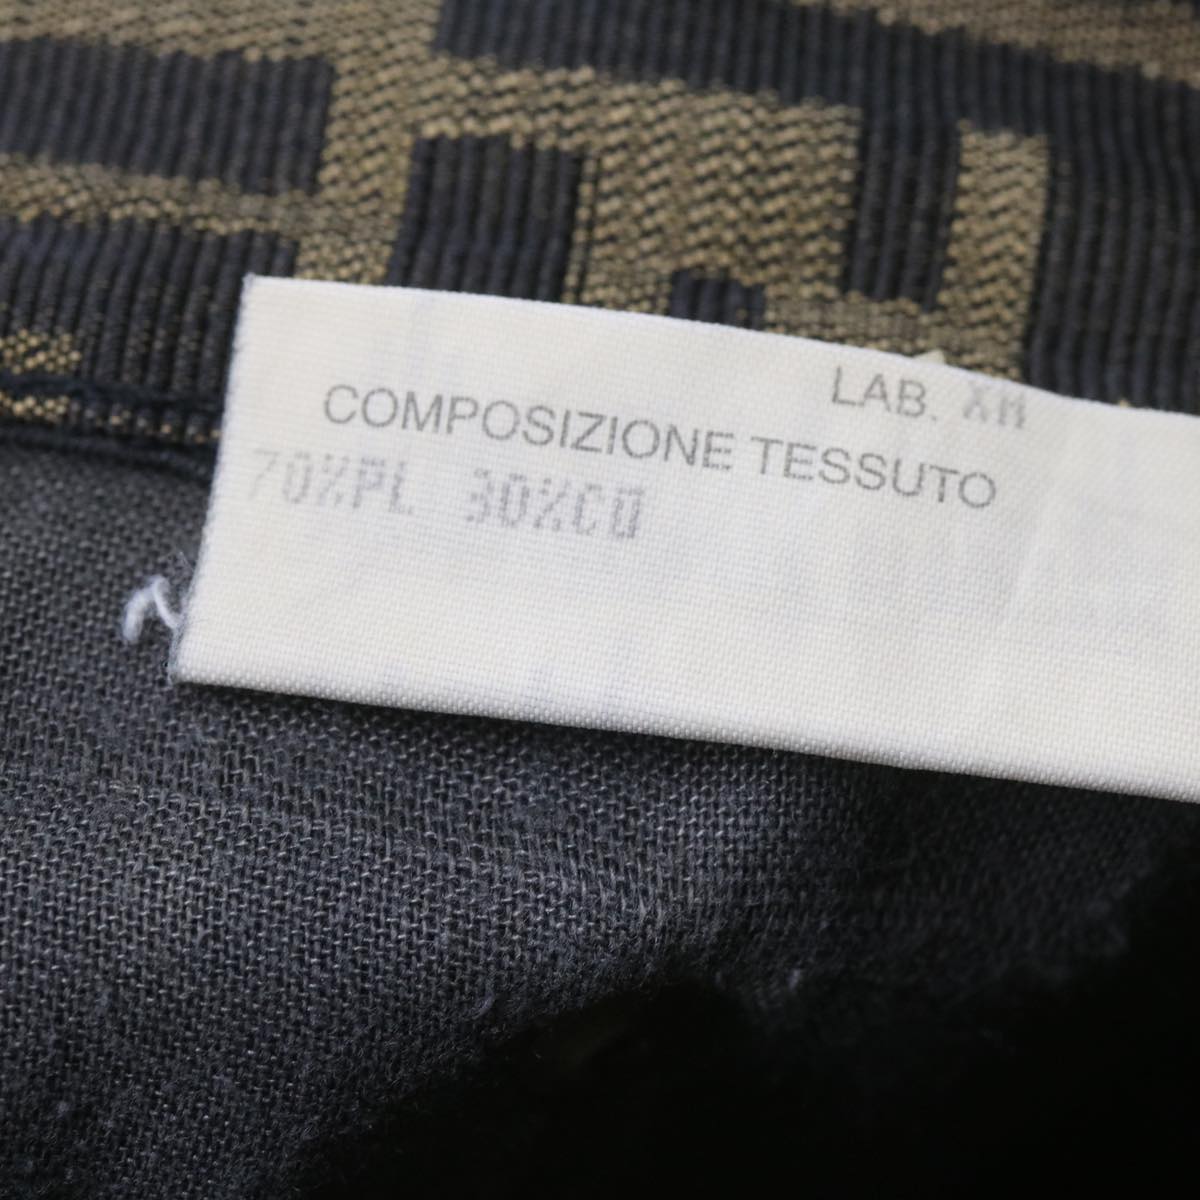 LAB. XM
COMPOSIZIONE TESSUTO
70%PL 30%CO